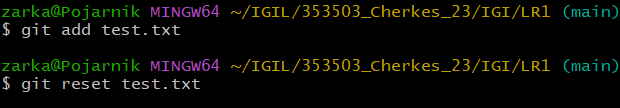 zarka@Pojarnik MINGW64 ~/IGIL/353503_Cherkes_23/IGI/LR1 (main)
$ git add test.txt
zarka@Pojarnik MINGW64 ~/IGIL/353503_Cherkes_23/IGI/LR1 (main)
$ git reset test.txt